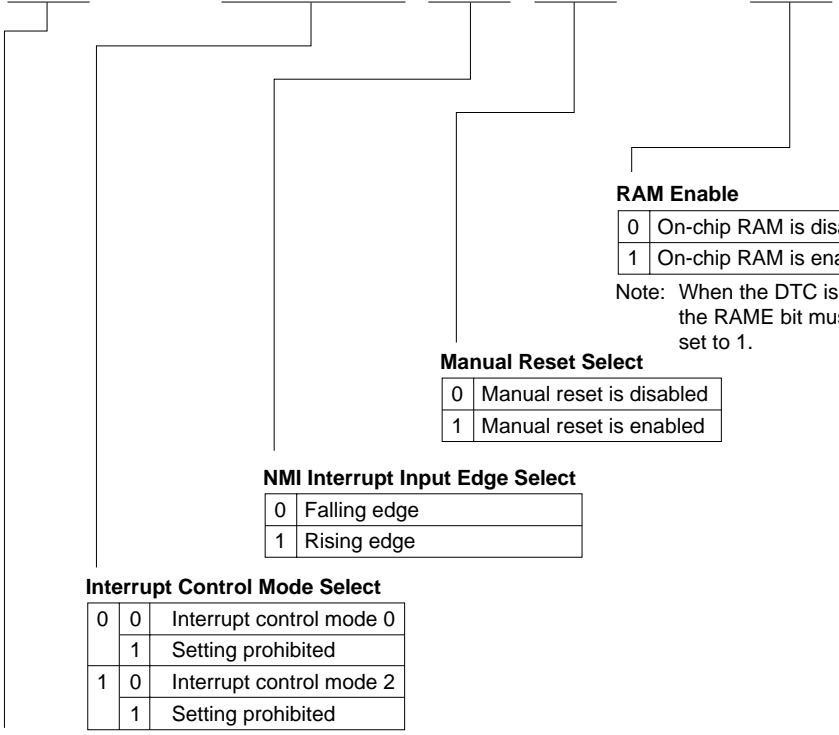 RAM Enable
0 On-chip RAM is
1 On-chip RAM is
Note: When the DTC is
the RAME bit
set to 1.
Manual Reset Select
0 Manual reset is disabled
1 Manual reset is enabled
NMI Interrupt Input Edge Select
0 Falling edge
1 Rising edge
Interrupt Control Mode Select
0 0 Interrupt control mode 0
1 Setting prohibited
1 0 Interrupt control mode 2
1 Setting prohibited